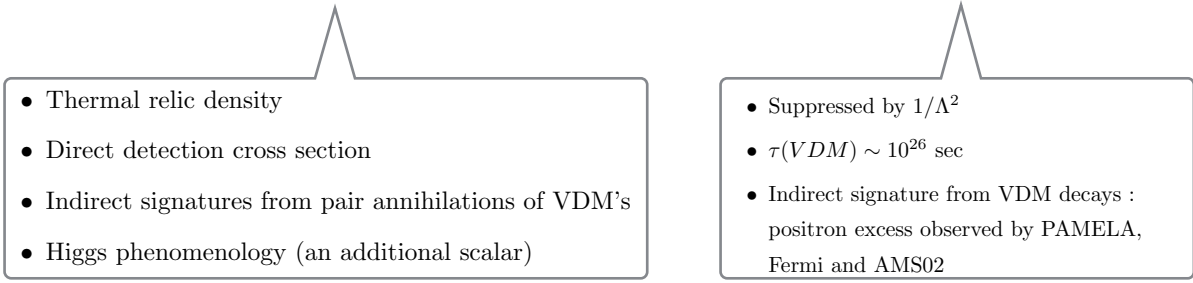 • Thermal relic density
• Direct detection cross section
• Indirect signatures from pair annihilations of VDM's
• Higgs phenomenology (an additional scalar)
• Suppressed by 1/Λ²
• τ(VDM) ∼ 10²⁶ sec
• Indirect signature from VDM decays :
positron excess observed by PAMELA,
Fermi and AMS02